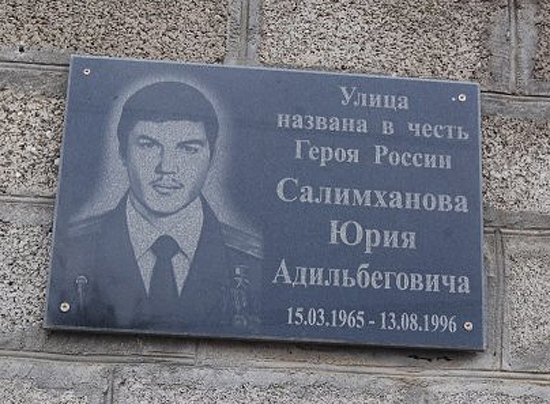 Улица
названа в честь
Героя России
Салимханова
Юрия
Адильбеговича
15.03.1965 - 13.08.1996